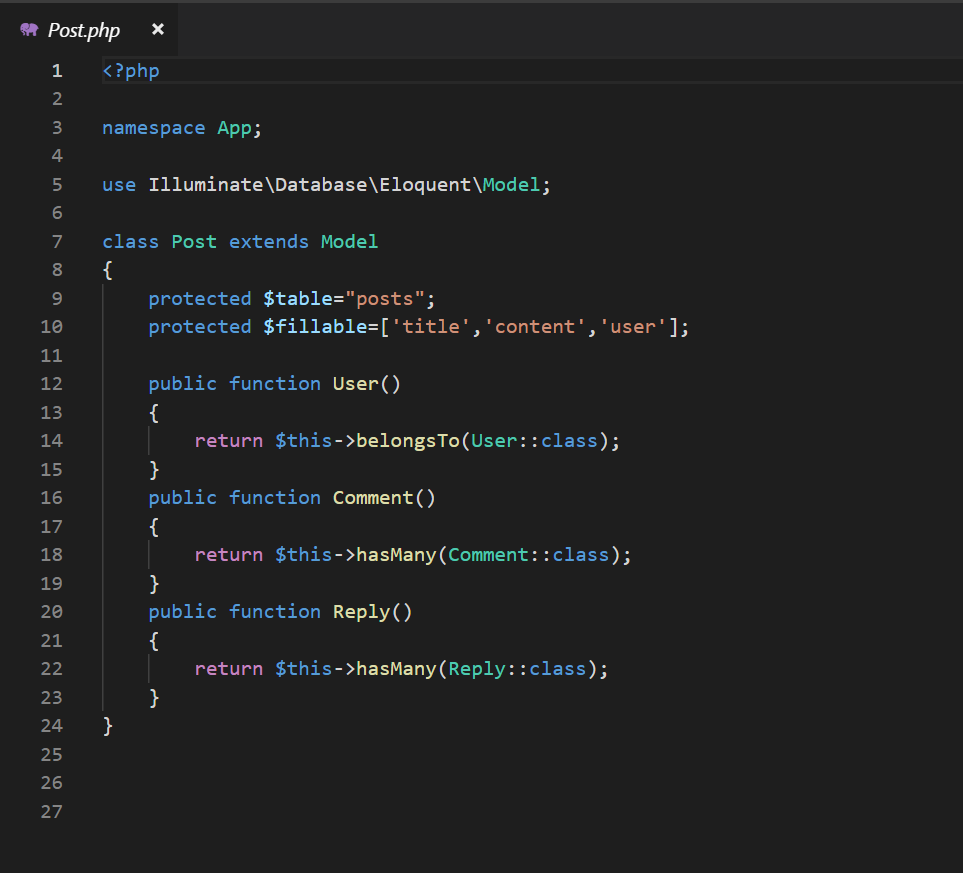 Post.php ×
1 <?php
2
3 namespace App;
4
5 use Illuminate\Database\Eloquent\Model;
6
7 class Post extends Model
8 {
9     protected $table="posts";
10     protected $fillable=['title','content','user'];
11
12     public function User()
13     {
14         return $this->belongsTo(User::class);
15     }
16     public function Comment()
17     {
18         return $this->hasMany(Comment::class);
19     }
20     public function Reply()
21     {
22         return $this->hasMany(Reply::class);
23     }
24 }
25
26
27